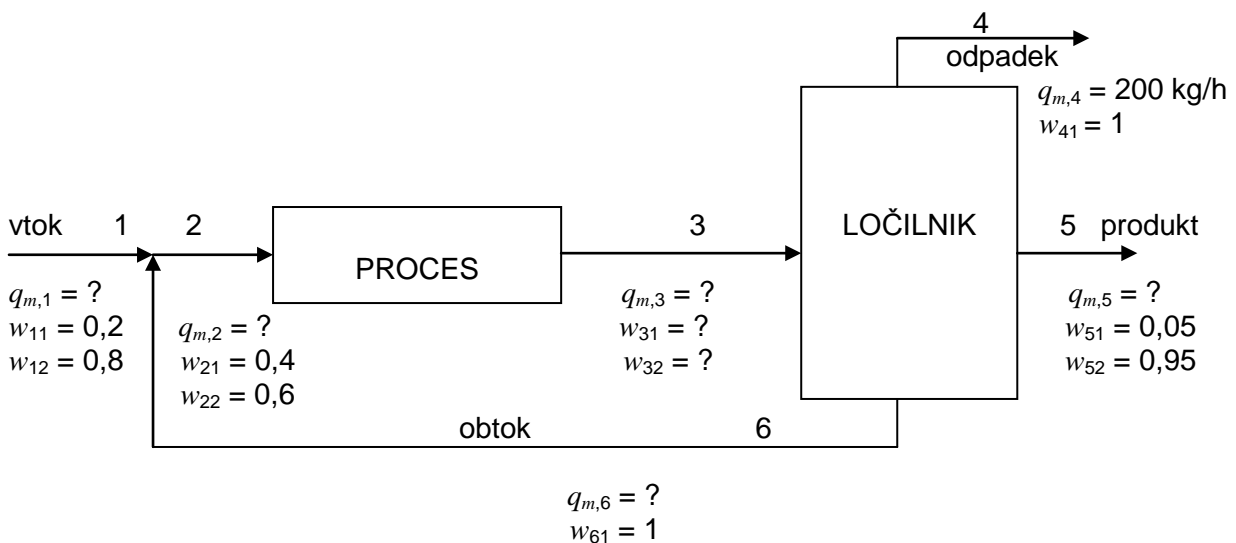 4
odpadek
q_{m,4} = 200 kg/h
w_{41} = 1
vtok 1 2
PROCES
3
LOČILNIK
5 produkt
q_{m,1} = ?
w_{11} = 0,2
w_{12} = 0,8
q_{m,2} = ?
w_{21} = 0,4
w_{22} = 0,6
q_{m,3} = ?
w_{31} = ?
w_{32} = ?
q_{m,5} = ?
w_{51} = 0,05
w_{52} = 0,95
obtok 6
q_{m,6} = ?
w_{61} = 1